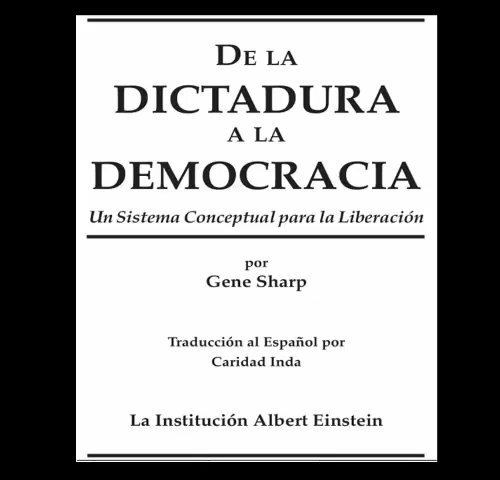 DE LA
DICTADURA
A LA
DEMOCRACIA
Un Sistema Conceptual para la Liberación
por
Gene Sharp
Traducción al Español por
Caridad Inda
La Institución Albert Einstein